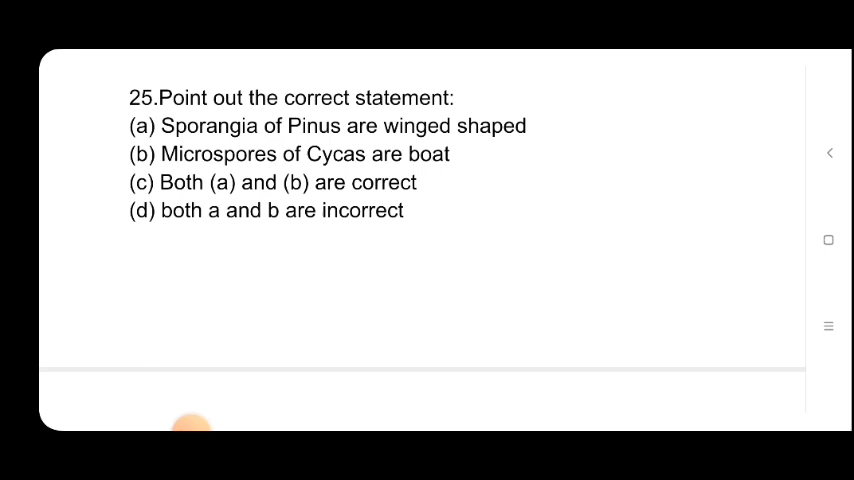 25.Point out the correct statement:
(a) Sporangia of Pinus are winged shaped
(b) Microspores of Cycas are boat
(c) Both (a) and (b) are correct
(d) both a and b are incorrect